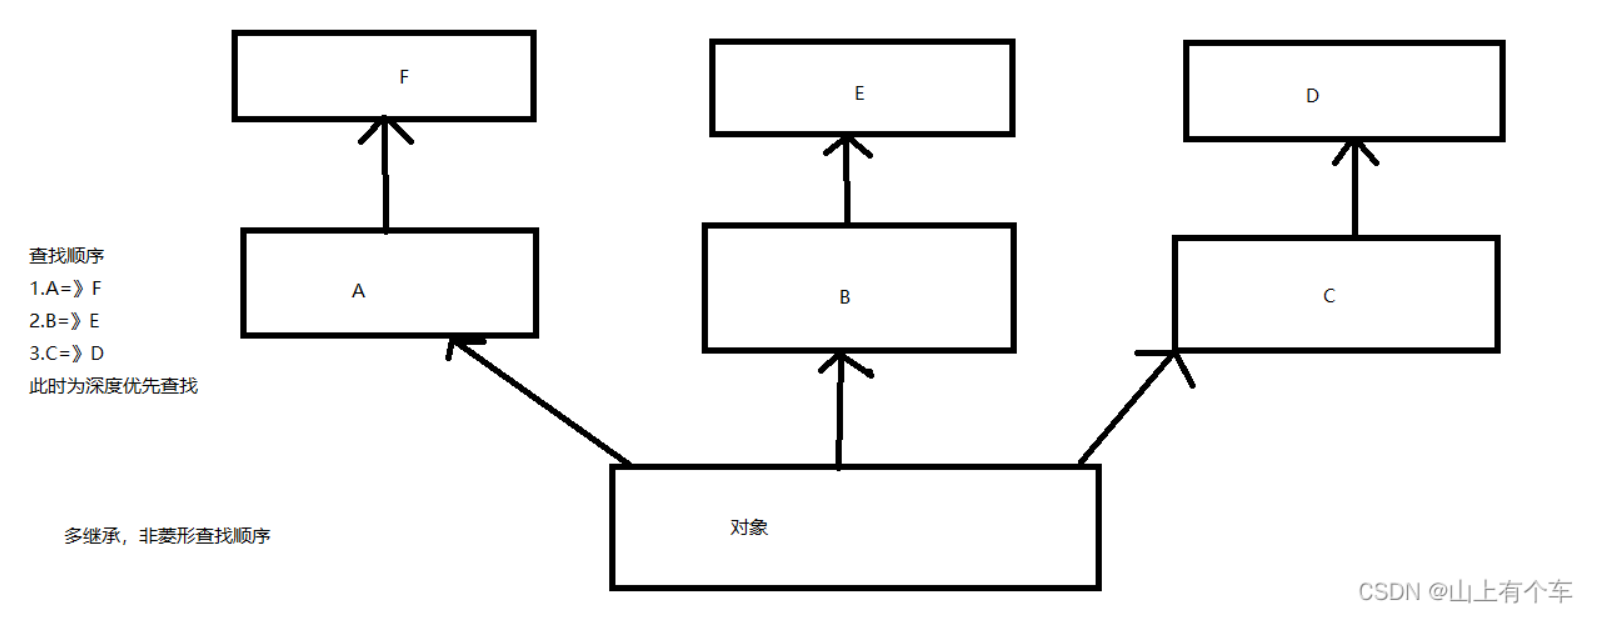 F
E
D
A
B
C
查找顺序
1.A=》F
2.B=》E
3.C=》D
此时为深度优先查找
对象
多继承，非菱形查找顺序
CSDN @山上有个车